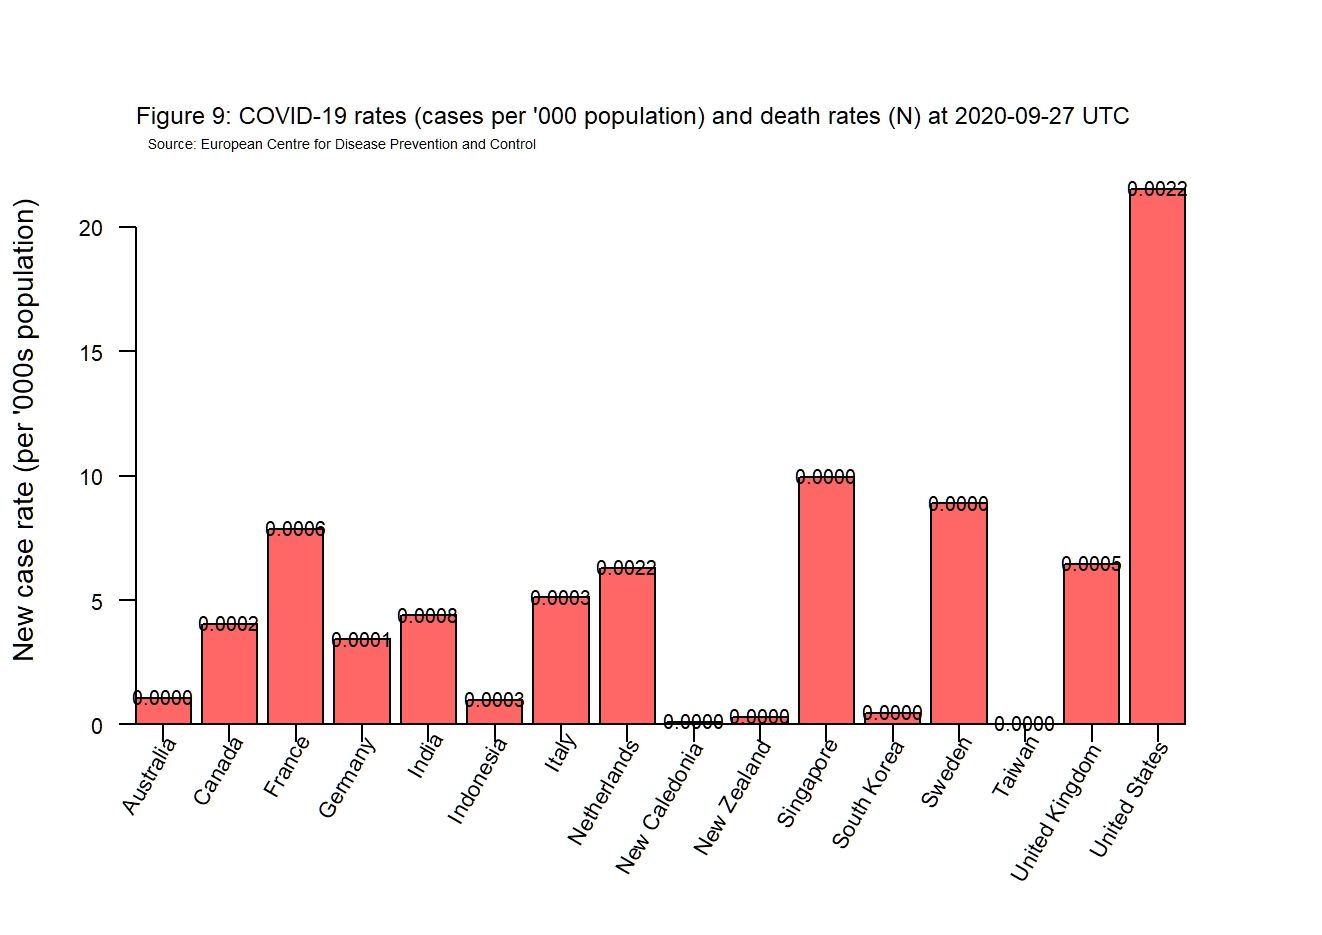 Figure 9: COVID-19 rates (cases per '000 population) and death rates (N) at 2020-09-27 UTC
Source: European Centre for Disease Prevention and Control
New case rate (per '000s population)
20
15
10
5
0
0.0000
0.0002
0.0006
0.0001
0.0008
0.0003
0.0003
0.0022
0.0000
0.0000
0.0000
0.0000
0.0000
0.0000
0.0005
0.0022
Australia
Canada
France
Germany
India
Indonesia
Italy
Netherlands
New Caledonia
New Zealand
Singapore
South Korea
Sweden
Taiwan
United Kingdom
United States